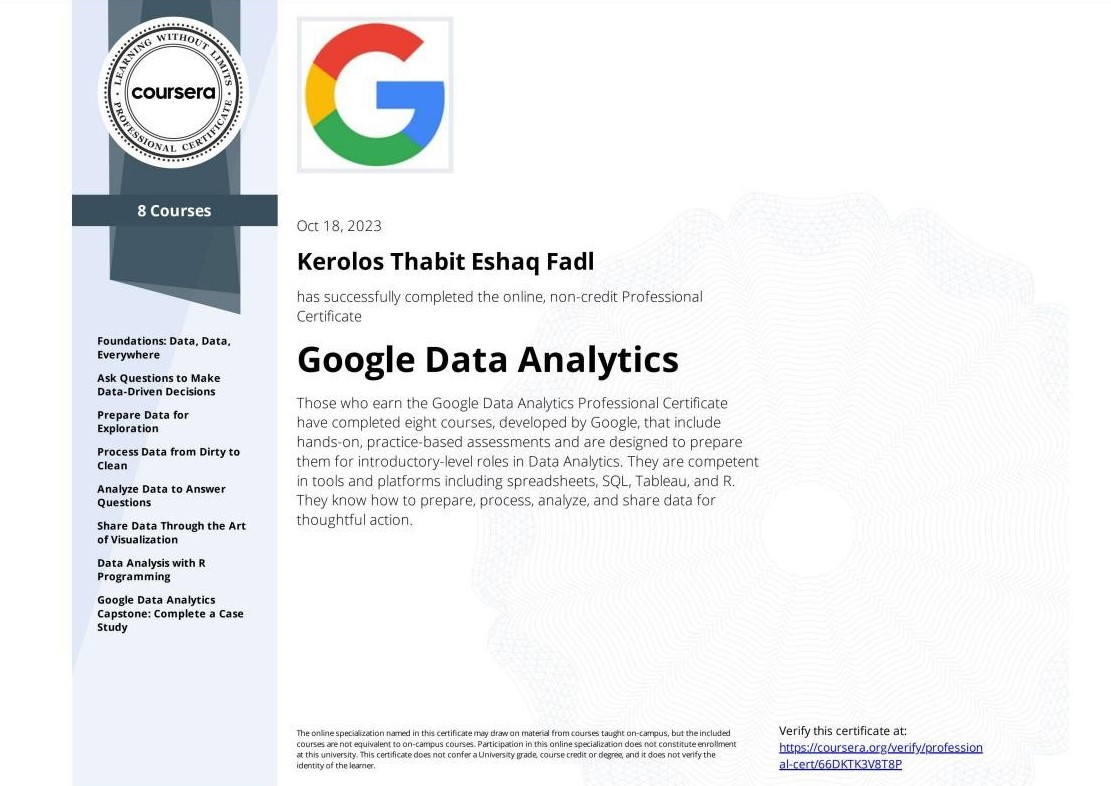 LEARNING WITHOUT LIMITS
coursera
PROFESSIONAL CERTIFICATE
8 Courses
Foundations: Data, Data,
Everywhere
Ask Questions to Make
Data-Driven Decisions
Prepare Data for
Exploration
Process Data from Dirty to
Clean
Analyze Data to Answer
Questions
Share Data Through the Art
of Visualization
Data Analysis with R
Programming
Google Data Analytics
Capstone: Complete a Case
Study
Oct 18, 2023
Kerolos Thabit Eshaq Fadl
has successfully completed the online, non-credit Professional
Certificate
Google Data Analytics
Those who earn the Google Data Analytics Professional Certificate
have completed eight courses, developed by Google, that include
hands-on, practice-based assessments and are designed to prepare
them for introductory-level roles in Data Analytics. They are competent
in tools and platforms including spreadsheets, SQL, Tableau, and R.
They know how to prepare, process, analyze, and share data for
thoughtful action.
The online specialization named in this certificate may draw on material from courses taught on-campus, but the included
courses are not equivalent to on-campus courses. Participation in this online specialization does not constitute enrollment
at this university. This certificate does not confer a University grade, course credit or degree, and it does not verify the
identity of the learner.
Verify this certificate at:
https://coursera.org/verify/profession
al-cert/66DKTK3V8T8P